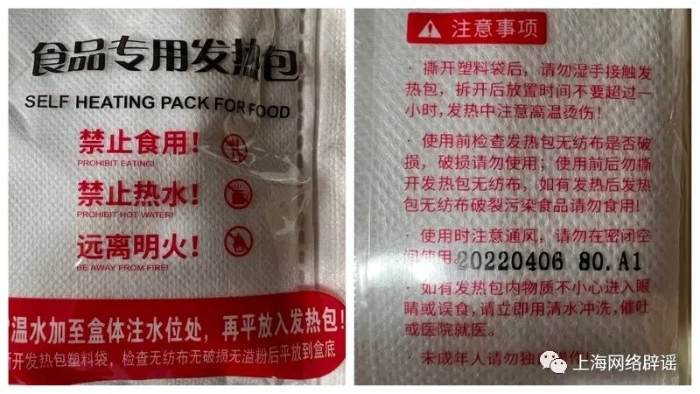 食品专用发热包
SELF HEATING PACK FOR FOOD
禁止食用！
PROHIBIT EATING!
禁止热水！
PROHIBIT HOT WATER!
远离明火！
BE AWAY FROM FIRE!
温水加至盒体注水位处，再平放入发热包！
开发热包塑料袋，检查无纺布无破损无溢粉后平放到盒底
注意事项
· 撕开塑料袋后，请勿湿手接触发
热包，拆开后放置时间不要超过一
小时，发热中注意高温烫伤！
· 使用前检查发热包无纺布是否破
损，破损请勿使用；使用前后勿撕
开发热包无纺布，如有发热后发热
包无纺布破裂污染食品请勿食用！
· 使用时注意通风，请勿在密闭空
间使用
20220406 80.A1
· 如有发热包内物质不小心进入眼
睛或误食，请立即用清水冲洗，催吐
或医院就医。
· 未成年人请勿独
上海网络辟谣